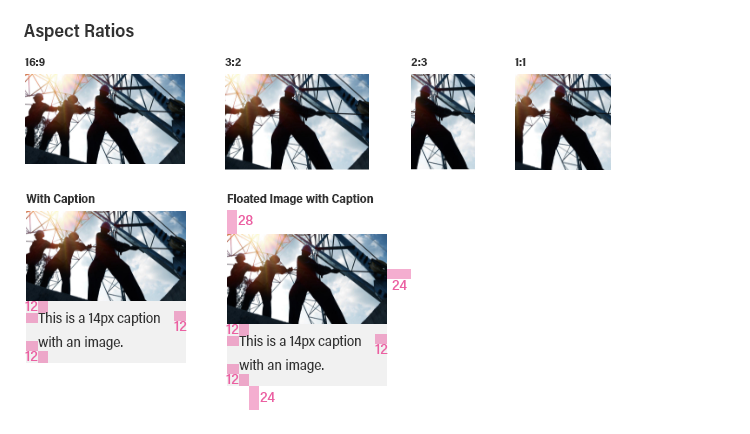 Aspect Ratios
16:9
3:2
2:3
1:1
With Caption
12
This is a 14px caption
12
with an image.
12
Floated Image with Caption
28
24
12
This is a 14px caption
12
with an image.
12
24